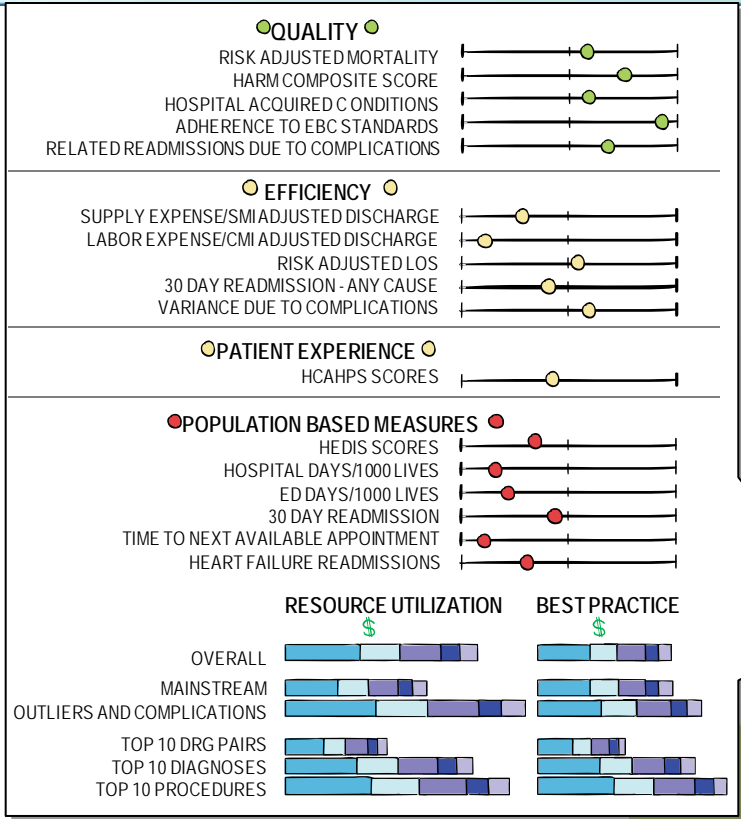 QUALITY
RISK ADJUSTED MORTALITY
HARM COMPOSITE SCORE
HOSPITAL ACQUIRED CONDITIONS
ADHERENCE TO EBC STANDARDS
RELATED READMISSIONS DUE TO COMPLICATIONS
EFFICIENCY
SUPPLY EXPENSE/SMI ADJUSTED DISCHARGE
LABOR EXPENSE/CMI ADJUSTED DISCHARGE
RISK ADJUSTED LOS
30 DAY READMISSION - ANY CAUSE
VARIANCE DUE TO COMPLICATIONS
PATIENT EXPERIENCE
HCAHPS SCORES
POPULATION BASED MEASURES
HEDIS SCORES
HOSPITAL DAYS/1000 LIVES
ED DAYS/1000 LIVES
30 DAY READMISSION
TIME TO NEXT AVAILABLE APPOINTMENT
HEART FAILURE READMISSIONS
RESOURCE UTILIZATION BEST PRACTICE
$ $
OVERALL
MAINSTREAM
OUTLIERS AND COMPLICATIONS
TOP 10 DRG PAIRS
TOP 10 DIAGNOSES
TOP 10 PROCEDURES